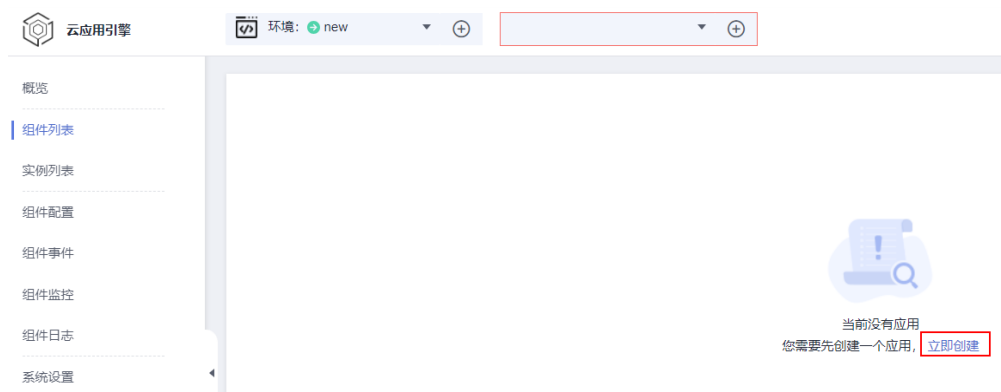 云应用引擎
环境: new
概览
组件列表
实例列表
组件配置
组件事件
组件监控
组件日志
系统设置
当前没有应用
您需要先创建一个应用, 立即创建